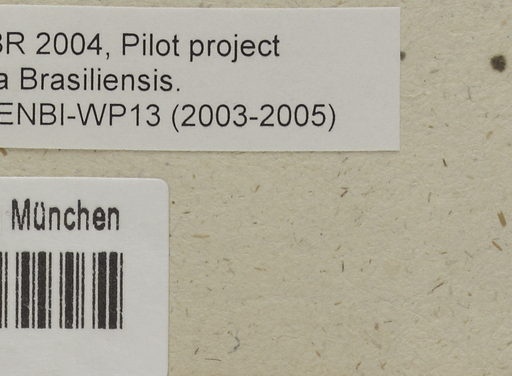 BR 2004, Pilot project
a Brasiliensis.
ENBI-WP13 (2003-2005)
München